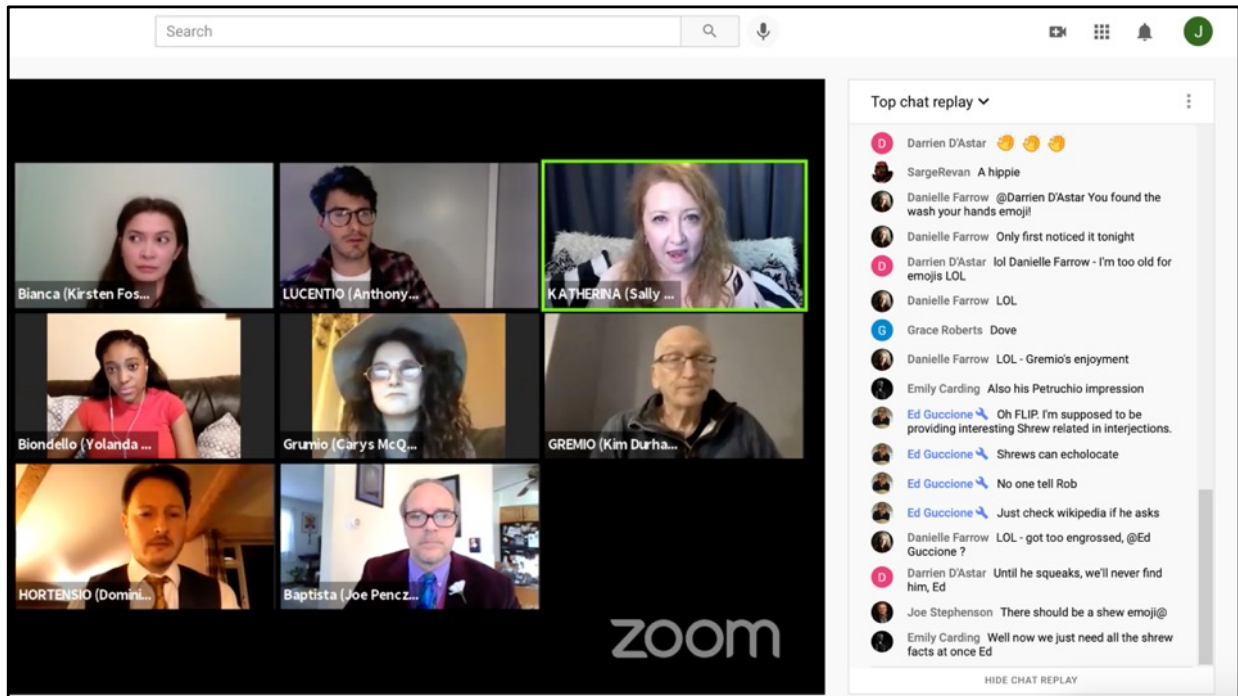 Search
J
Top chat replay
Bianca (Kirsten Fos...
LUCENTIO (Anthony...
KATHERINA (Sally ...
Biondello (Yolanda ...
Grumio (Carys McQ...
GREMIO (Kim Durha...
HORTENSIO (Domini...
Baptista (Joe Pencz...
zoom
D Darrien D'Astar
SargeRevan A hippie
Danielle Farrow @Darrien D'Astar You found the
wash your hands emoji!
Danielle Farrow Only first noticed it tonight
D Darrien D'Astar lol Danielle Farrow - I'm too old for
emojis LOL
Danielle Farrow LOL
G Grace Roberts Dove
Danielle Farrow LOL - Gremio's enjoyment
Emily Carding Also his Petruchio impression
Ed Guccione Oh FLIP. I'm supposed to be
providing interesting Shrew related in interjections.
Ed Guccione Shrews can echolocate
Ed Guccione No one tell Rob
Ed Guccione Just check wikipedia if he asks
Danielle Farrow LOL - got too engrossed, @Ed
Guccione ?
D Darrien D'Astar Until he squeaks, we'll never find
him, Ed
Joe Stephenson There should be a shew emoji@
Emily Carding Well now we just need all the shrew
facts at once Ed
HIDE CHAT REPLAY